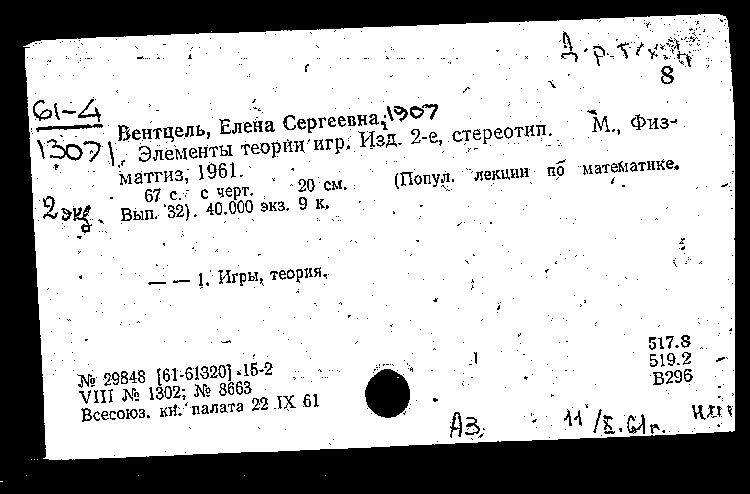 8
61-4
13071
2 экз.
Вентцель, Елена Сергеевна, 1907
Элементы теории игр. Изд. 2-е, стереотип. М., Физ-
матгиз, 1961.
67 с. с черт. 20 см. (Попул. лекции по математике.
Вып. 32). 40.000 экз. 9 к.
— — 1. Игры, теория.
517.8
519.2
В296
№ 29848 [61-61320] 15-2
VIII № 1302; № 8663
Всесоюз. кн. палата 22 IX 61
1
АЗ.
11/X.61г.